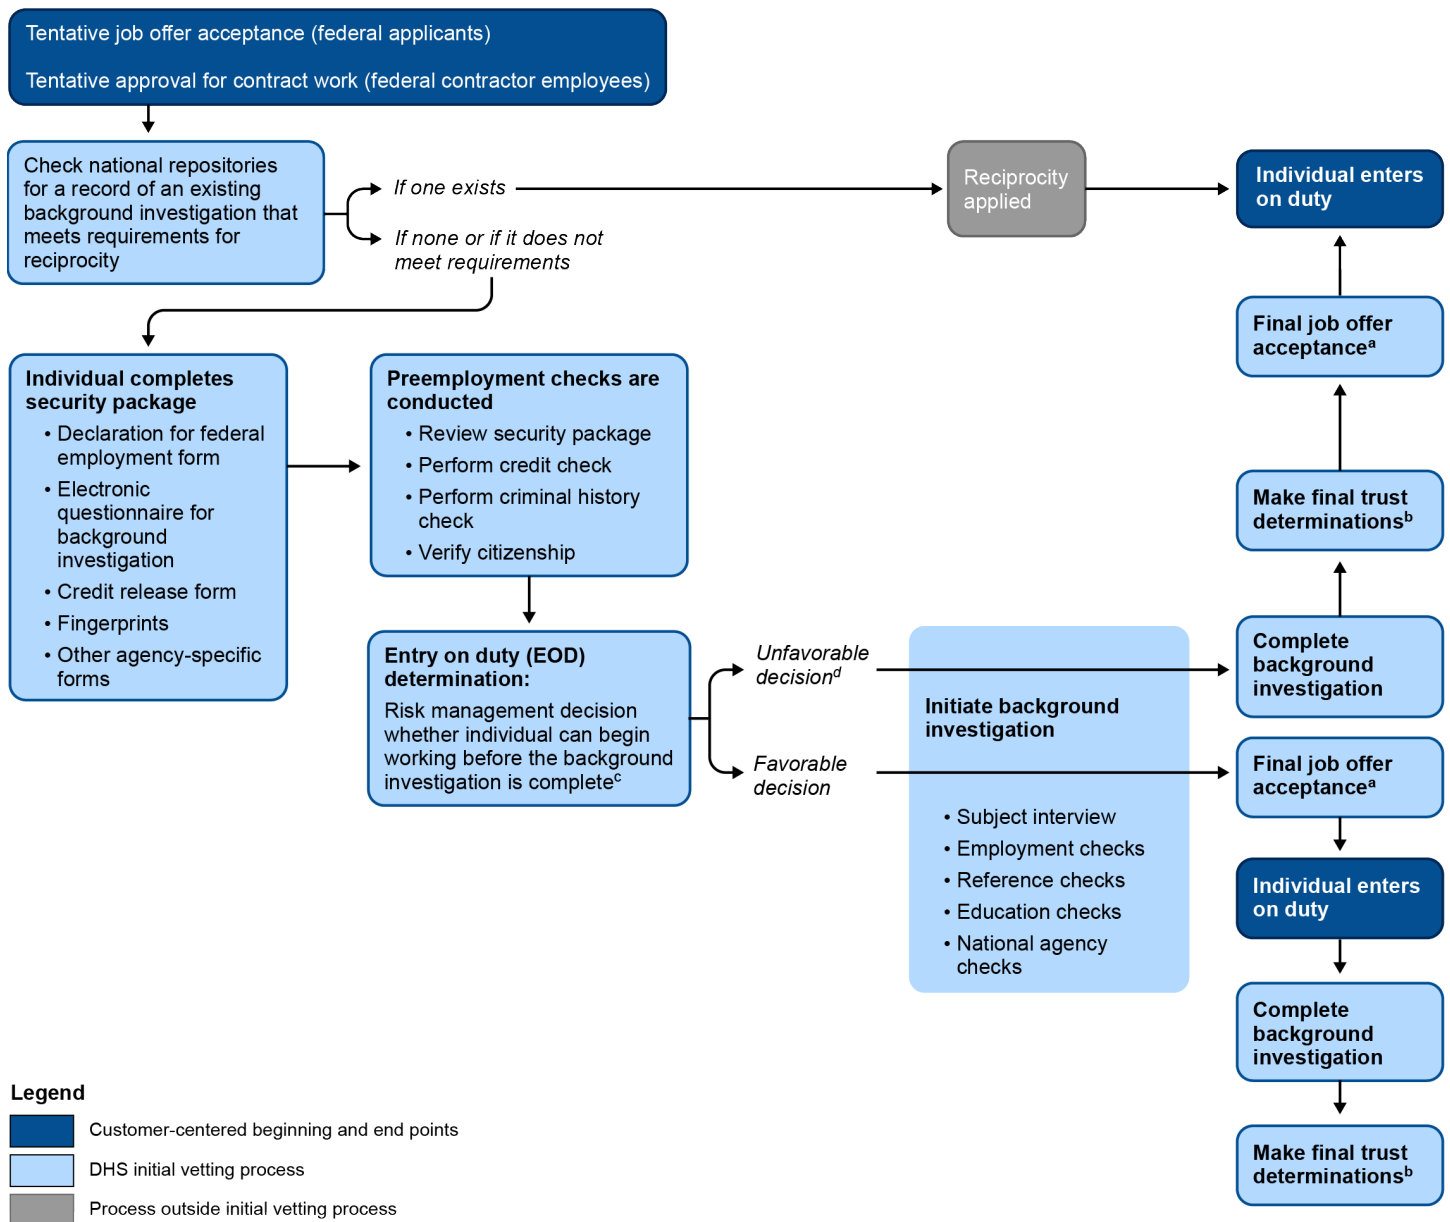 Tentative job offer acceptance (federal applicants)
Tentative approval for contract work (federal contractor employees)
Check national repositories
for a record of an existing
background investigation that
meets requirements for
reciprocity
If one exists
If none or if it does not
meet requirements
Reciprocity
applied
Individual enters
on duty
Final job offer
acceptanceᵃ
Make final trust
determinationsᵇ
Complete
background
investigation
Individual completes
security package
• Declaration for federal
employment form
• Electronic
questionnaire for
background
investigation
• Credit release form
• Fingerprints
• Other agency-specific
forms
Preemployment checks are
conducted
• Review security package
• Perform credit check
• Perform criminal history
check
• Verify citizenship
Entry on duty (EOD)
determination:
Risk management decision
whether individual can begin
working before the background
investigation is completeᶜ
Unfavorable
decisionᵈ
Favorable
decision
Initiate background
investigation
• Subject interview
• Employment checks
• Reference checks
• Education checks
• National agency
checks
Final job offer
acceptanceᵃ
Individual enters
on duty
Complete
background
investigation
Make final trust
determinationsᵇ
Legend
Customer-centered beginning and end points
DHS initial vetting process
Process outside initial vetting process